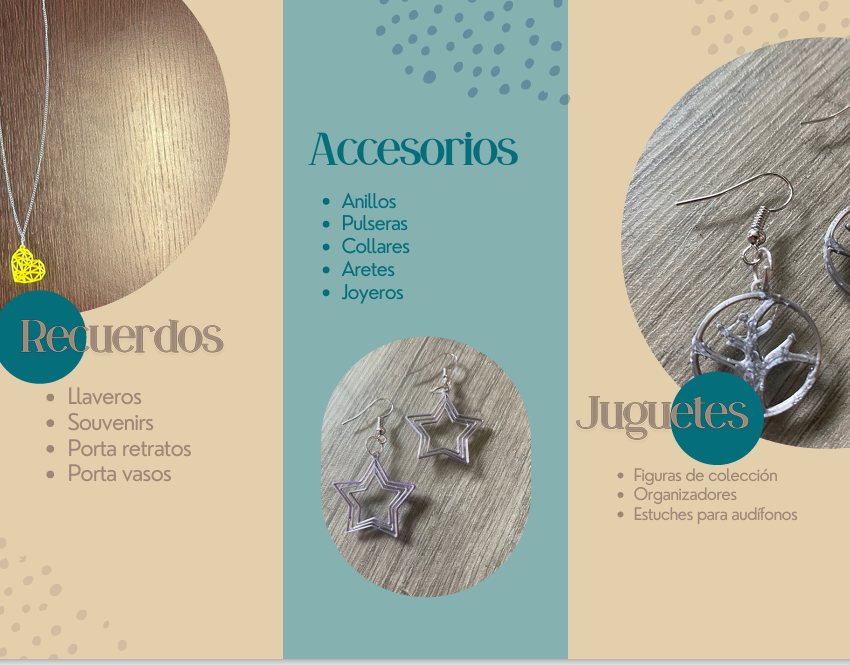 Recuerdos
Llaveros
Souvenirs
Porta retratos
Porta vasos
Accesorios
Anillos
Pulseras
Collares
Aretes
Joyeros
Juguetes
Figuras de colección
Organizadores
Estuches para audífonos